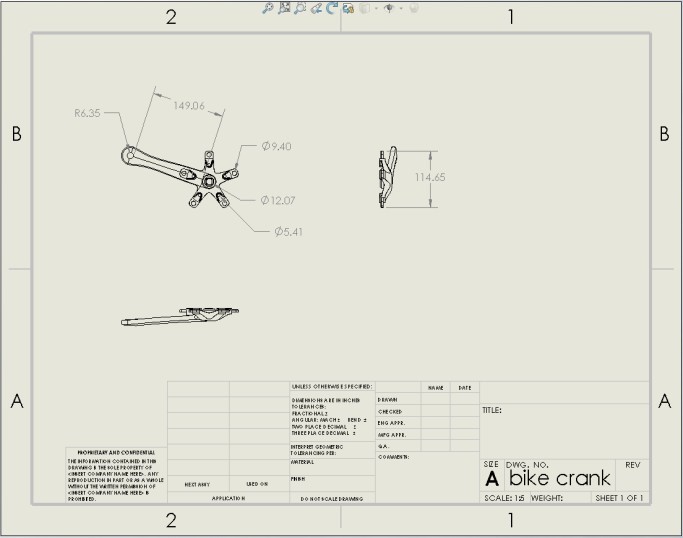 2
1
B
B
R6.35
149.06
Ø9.40
114.65
Ø12.07
Ø5.41
A
A
UNLESS OTHERWISE SPECIFIED:
NAME
DATE
DIMENSIONS ARE IN INCHES
TOLERANCES:
FRACTIONAL ±
ANGULAR: MACH ± BEND ±
TWO PLACE DECIMAL ±
THREE PLACE DECIMAL ±
DRAWN
CHECKED
ENG APPR.
MFG APPR.
Q.A.
COMMENTS:
TITLE:
INTERPRET GEOMETRIC
TOLERANCING PER:
MATERIAL
FINISH
PROPRIETARY AND CONFIDENTIAL
THE INFORMATION CONTAINED IN THIS
DRAWING IS THE SOLE PROPERTY OF
<INSERT COMPANY NAME HERE>. ANY
REPRODUCTION IN PART OR AS A WHOLE
WITHOUT THE WRITTEN PERMISSION OF
<INSERT COMPANY NAME HERE> IS
PROHIBITED.
NEXT ASSY
USED ON
APPLICATION
DO NOT SCALE DRAWING
SIZE
DWG. NO.
REV
A
bike crank
SCALE: 1:5
WEIGHT:
SHEET 1 OF 1
2
1